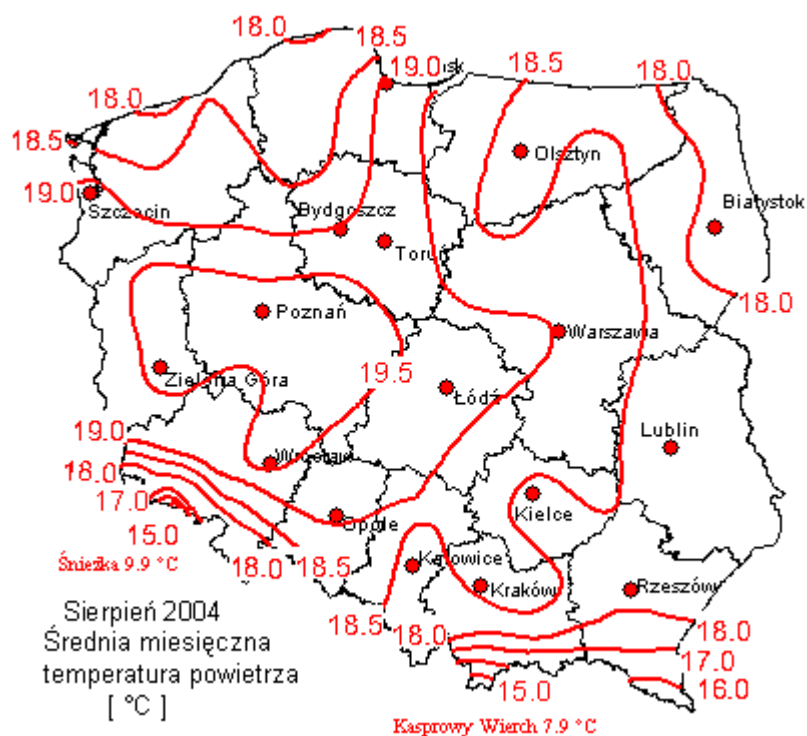 18.0
18.5
19.0
sk
18.5
18.0
18.0
18.5
Olsztyn
19.0
Szczecin
Bydgoszcz
Białystok
Toruń
18.0
Poznań
Warszawa
Zielona Góra
19.5
Łódź
19.0
Lublin
Wrocław
18.0
17.0
Kielce
15.0
Opole
Śnieżka 9.9 °C
18.0
18.5
Katowice
Kraków
Rzeszów
18.5
18.0
18.0
17.0
16.0
15.0
Sierpień 2004
Średnia miesięczna
temperatura powietrza
[ °C ]
Kasprowy Wierch 7.9 °C